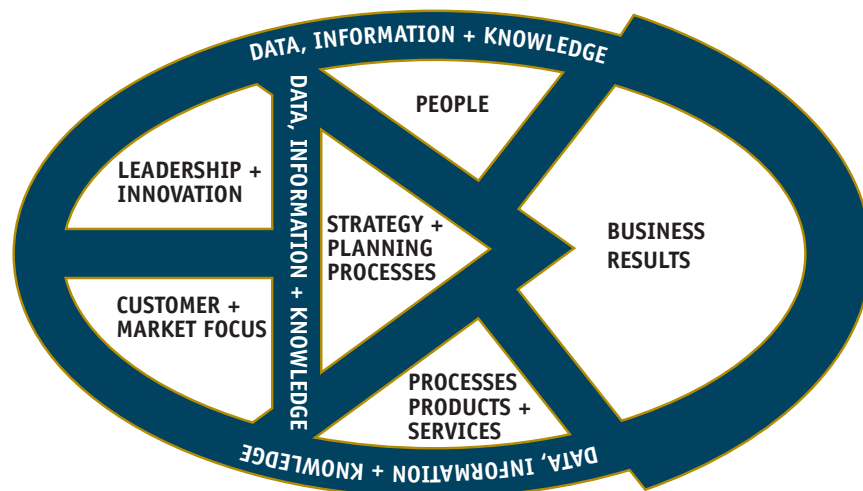 DATA, INFORMATION + KNOWLEDGE
PEOPLE
DATA, INFORMATION + KNOWLEDGE
LEADERSHIP +
INNOVATION
STRATEGY +
PLANNING
PROCESSES
BUSINESS
RESULTS
CUSTOMER +
MARKET FOCUS
PROCESSES
PRODUCTS +
SERVICES
DATA, INFORMATION + KNOWLEDGE